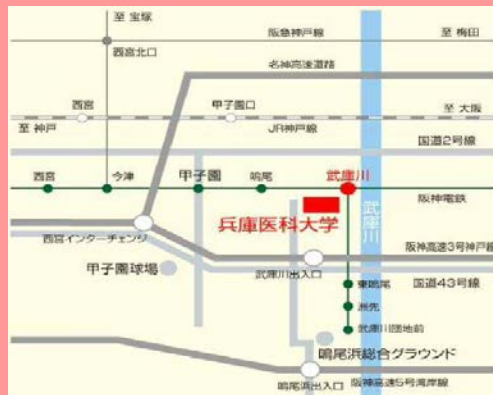 至 宝塚
阪急神戸線
至 梅田
西宮北口
名神高速道路
西宮
甲子園口
至 大阪
至 神戸
JR神戸線
国道2号線
西宮
今津
甲子園
鳴尾
武庫川
阪神電鉄
兵庫医科大学
武庫川
西宮インターチェンジ
阪神高速3号神戸線
甲子園球場
武庫川出入口
東鳴尾
国道43号線
洲先
武庫川団地前
鳴尾浜総合グラウンド
鳴尾浜出入口
阪神高速5号湾岸線